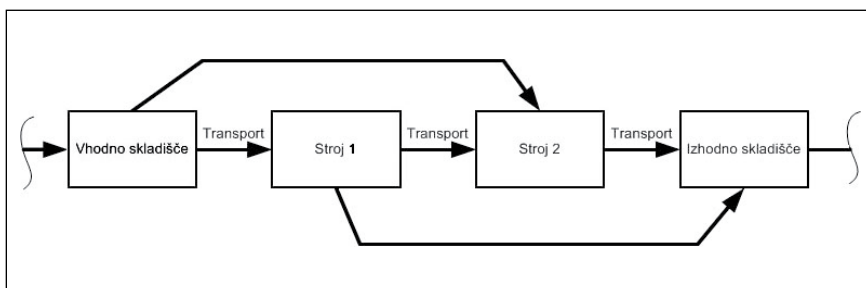 Transport
Transport
Transport
Vhodno skladišče
Stroj 1
Stroj 2
Izhodno skladišče